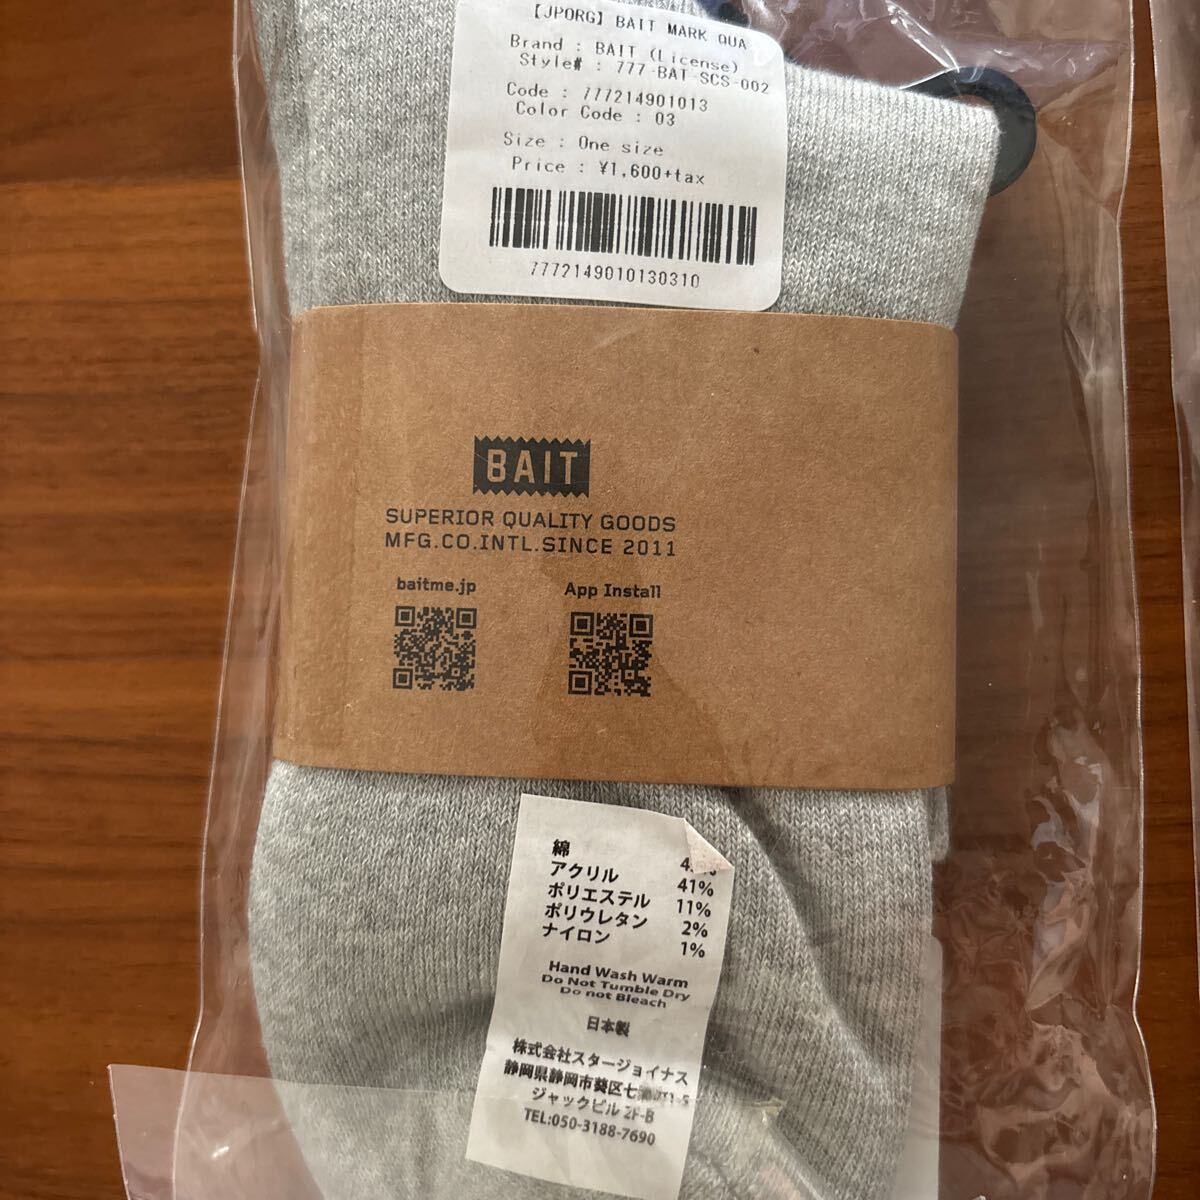 【JPORG】BAIT MARK QUA
Brand : BAIT (License)
Style# : 777-BAT-SCS-002
Code : 777214901013
Color Code : 03
Size : One size
Price : ¥1,600+tax
7772149010130310
BAIT
SUPERIOR QUALITY GOODS
MFG.CO.INTL.SINCE 2011
baitme.jp App Install
綿
アクリル 41%
ポリエステル 11%
ポリウレタン 2%
ナイロン 1%
Hand Wash Warm
Do Not Tumble Dry
Do not Bleach
日本製
株式会社スタージョイナス
静岡県静岡市葵区
ジャックビル 2F-B
TEL:050-3188-7690